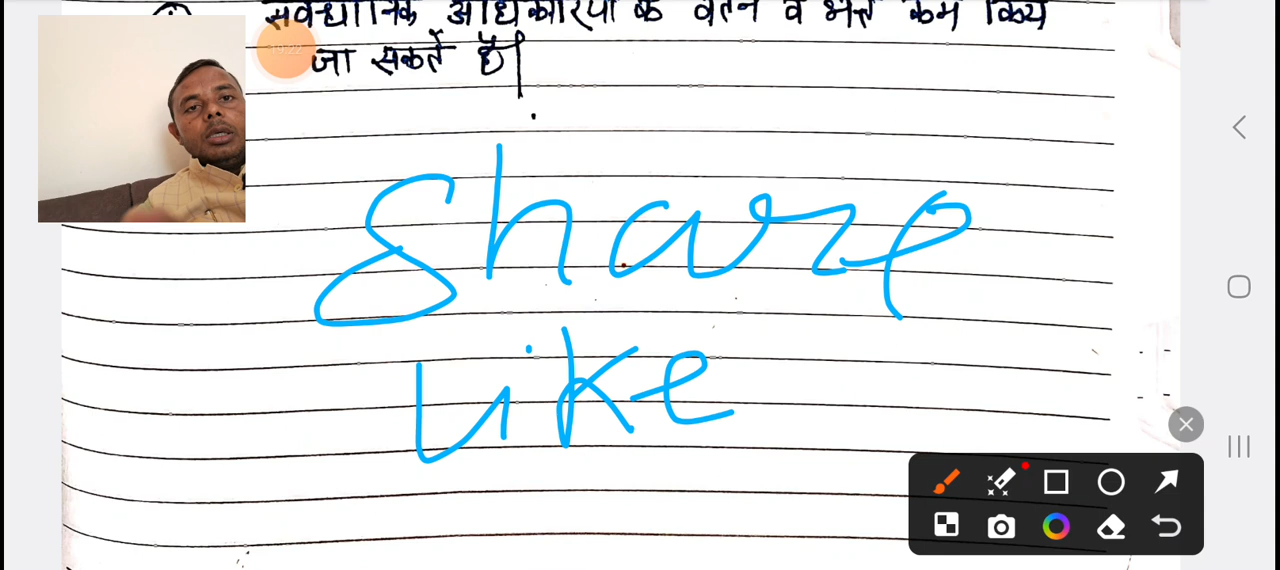 संवैधानिक अधिकारियों के वेतन व भत्ते कम किये
जा सकते है।
Share
Like